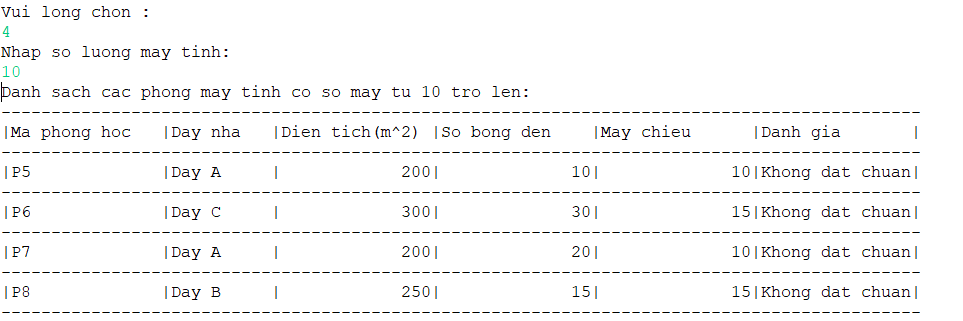 Vui long chon :
4
Nhap so luong may tinh:
10
Danh sach cac phong may tinh co so may tu 10 tro len:
--------------------------------------------------------------------------------------------
|Ma phong hoc   |Day nha   |Dien tich(m^2) |So bong den    |May chieu      |Danh gia       |
--------------------------------------------------------------------------------------------
|P5             |Day A     |            200|             10|             10|Khong dat chuan|
--------------------------------------------------------------------------------------------
|P6             |Day C     |            300|             30|             15|Khong dat chuan|
--------------------------------------------------------------------------------------------
|P7             |Day A     |            200|             20|             10|Khong dat chuan|
--------------------------------------------------------------------------------------------
|P8             |Day B     |            250|             15|             15|Khong dat chuan|
--------------------------------------------------------------------------------------------